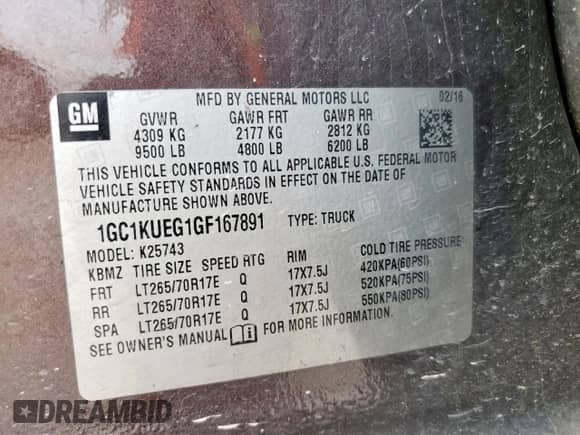 GM
MFD BY GENERAL MOTORS LLC 02/16
GVWR GAWR FRT GAWR RR
4309 KG 2177 KG 2812 KG
9500 LB 4800 LB 6200 LB
THIS VEHICLE CONFORMS TO ALL APPLICABLE U.S. FEDERAL MOTOR
VEHICLE SAFETY STANDARDS IN EFFECT ON THE DATE OF
MANUFACTURE SHOWN ABOVE.
1GC1KUEG1GF167891 TYPE: TRUCK
MODEL: K25743
KBMZ TIRE SIZE SPEED RTG RIM COLD TIRE PRESSURE
FRT LT265/70R17E Q 17X7.5J 420KPA(60PSI)
RR LT265/70R17E Q 17X7.5J 520KPA(75PSI)
SPA LT265/70R17E Q 17X7.5J 550KPA(80PSI)
SEE OWNER'S MANUAL FOR MORE INFORMATION.
DREAMBID